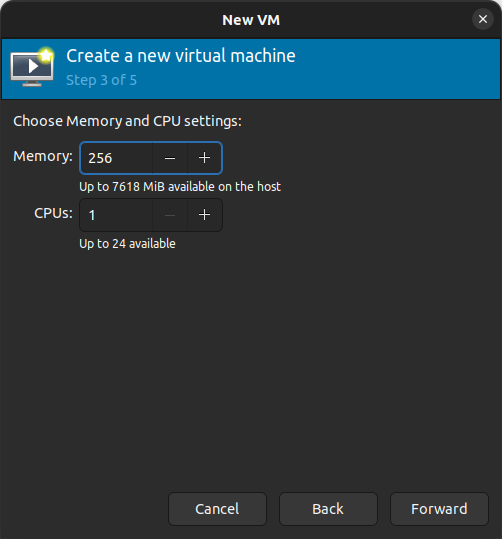 New VM
Create a new virtual machine
Step 3 of 5
Choose Memory and CPU settings:
Memory: 256 − +
Up to 7618 MiB available on the host
CPUs: 1 − +
Up to 24 available
Cancel Back Forward